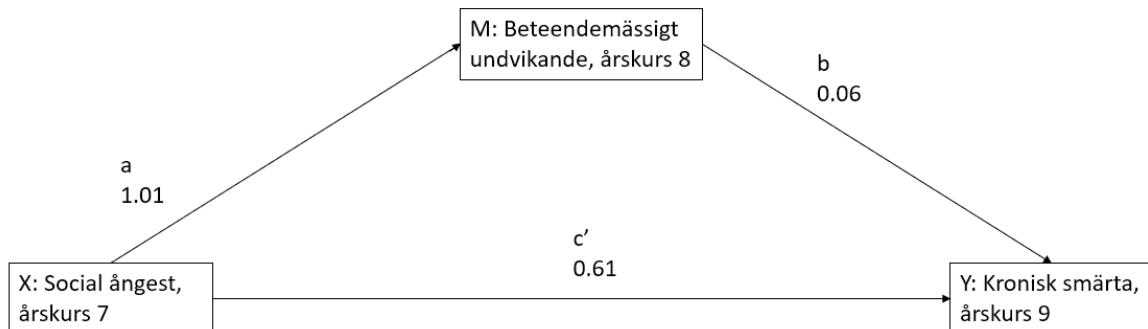 M: Beteendemässigt
undvikande, årskurs 8
b
0.06
a
1.01
c’
0.61
X: Social ångest,
årskurs 7
Y: Kronisk smärta,
årskurs 9